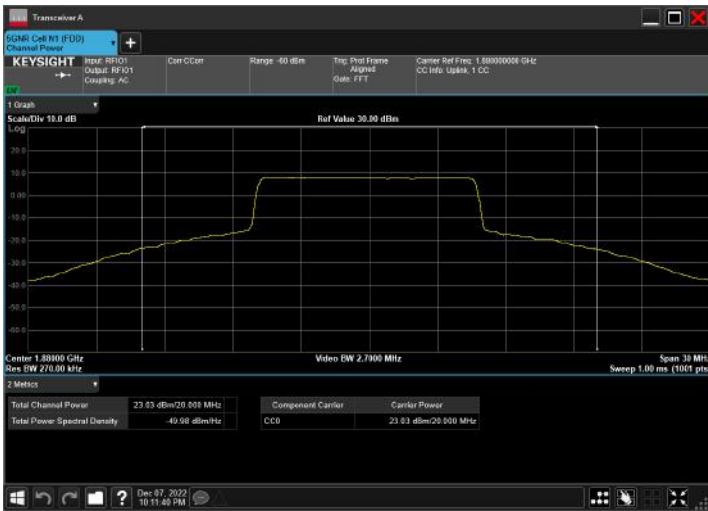 Transceiver A
5GNR Cell N1 (FDD)
Channel Power
KEYSIGHT
Input: RFIO1
Output: RFIO1
Coupling: AC
Corr CCorr
Range: -60 dBm
Trig: Prot Frame
Aligned
Gate: FFT
Carrier Ref Freq: 1.880000000 GHz
CC Info: Uplink, 1 CC
1 Graph
Scale/Div 10.0 dB
Ref Value 30.00 dBm
Log
20.0
10.0
0.00
-10.0
-20.0
-30.0
-40.0
-50.0
-60.0
Center 1.88000 GHz
Video BW 2.7000 MHz
Span 30 MHz
Res BW 270.00 kHz
Sweep 1.00 ms (1001 pts
2 Metrics
Total Channel Power 23.03 dBm/20.000 MHz
Total Power Spectral Density -49.98 dBm/Hz
Component Carrier Carrier Power
CC0 23.03 dBm/20.000 MHz
Dec 07, 2022
10:11:40 PM